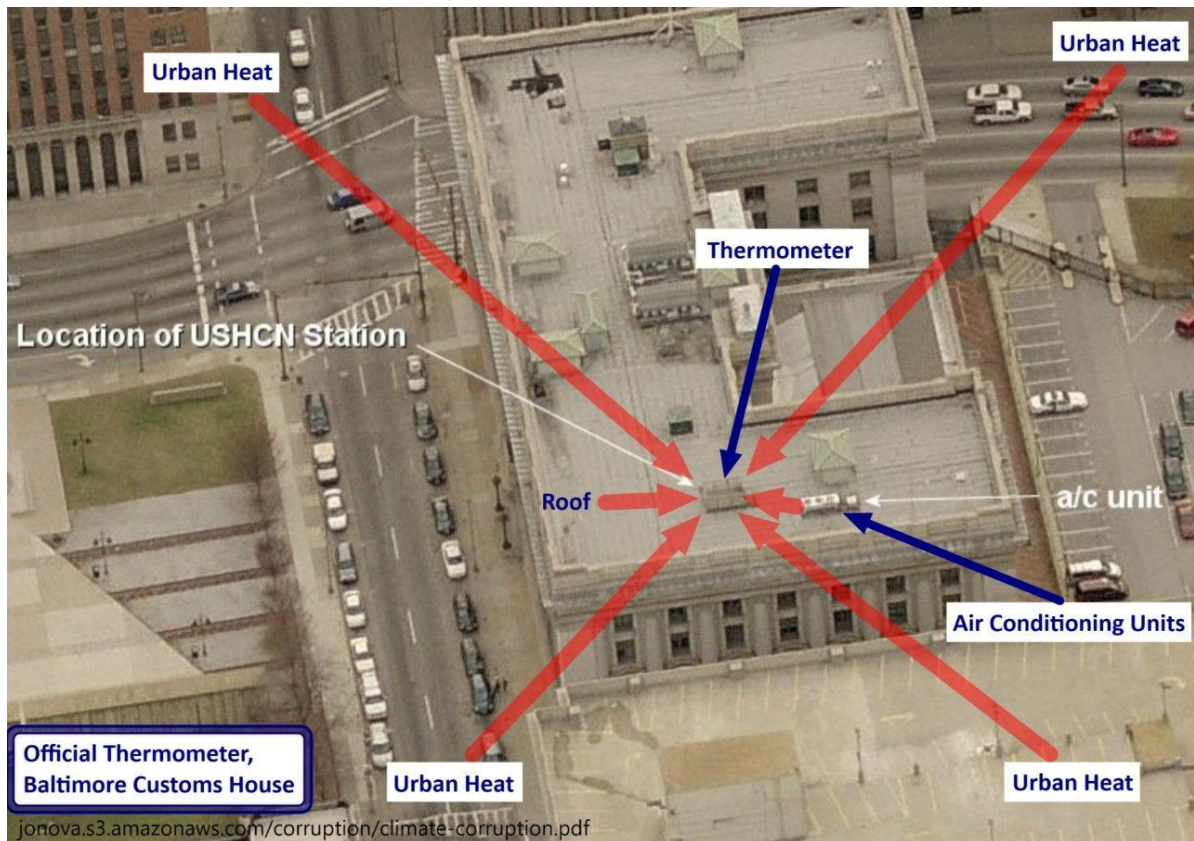 Urban Heat
Urban Heat
Thermometer
Location of USHCN Station
Roof
a/c unit
Air Conditioning Units
Official Thermometer,
Baltimore Customs House
Urban Heat
Urban Heat
jonova.s3.amazonaws.com/corruption/climate-corruption.pdf